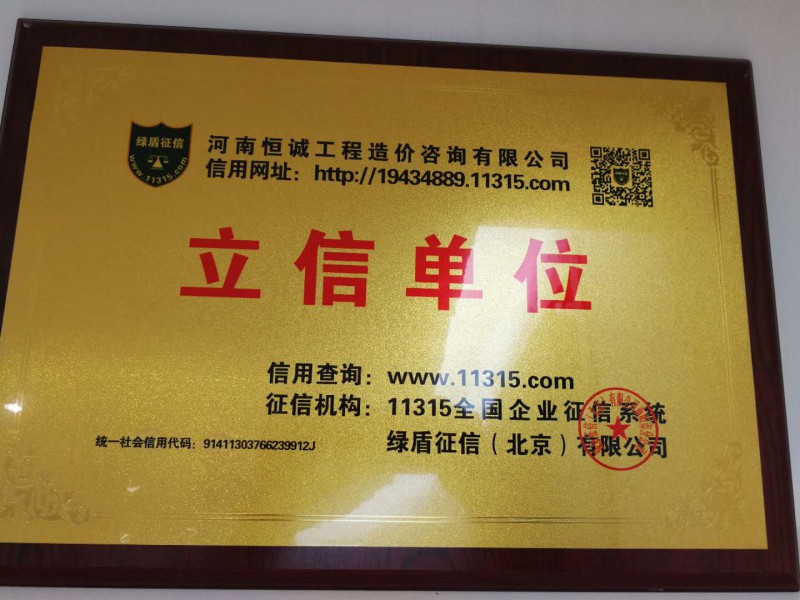 绿盾征信
www.11315.com
河南恒诚工程造价咨询有限公司
信用网址：http://19434889.11315.com
立信单位
信用查询：www.11315.com
征信机构：11315全国企业征信系统
绿盾征信（北京）有限公司
统一社会信用代码：91411303766239912J